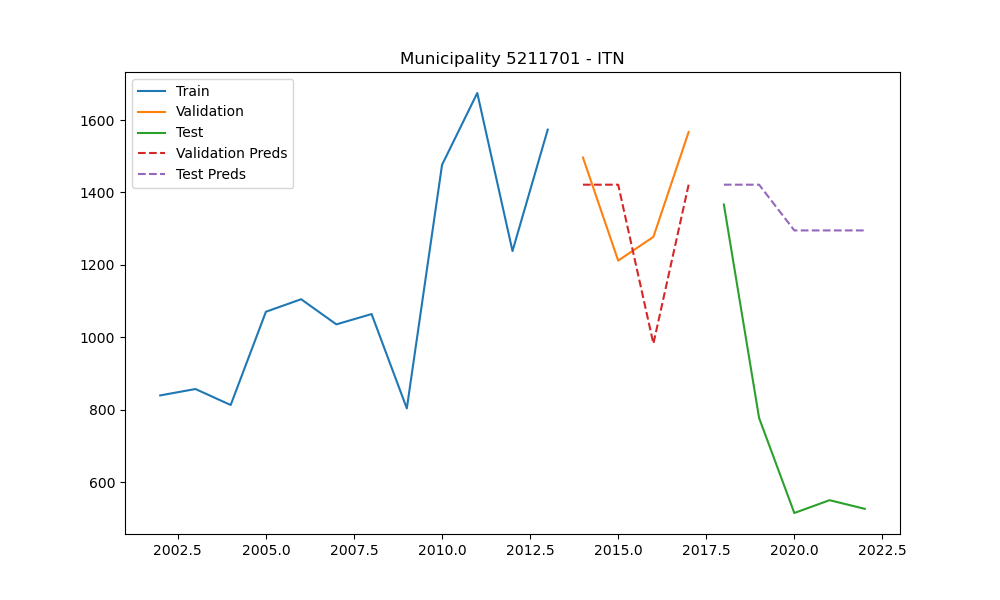 Municipality 5211701 - ITN
Train
Validation
Test
Validation Preds
Test Preds
1600
1400
1200
1000
800
600
2002.5 2005.0 2007.5 2010.0 2012.5 2015.0 2017.5 2020.0 2022.5